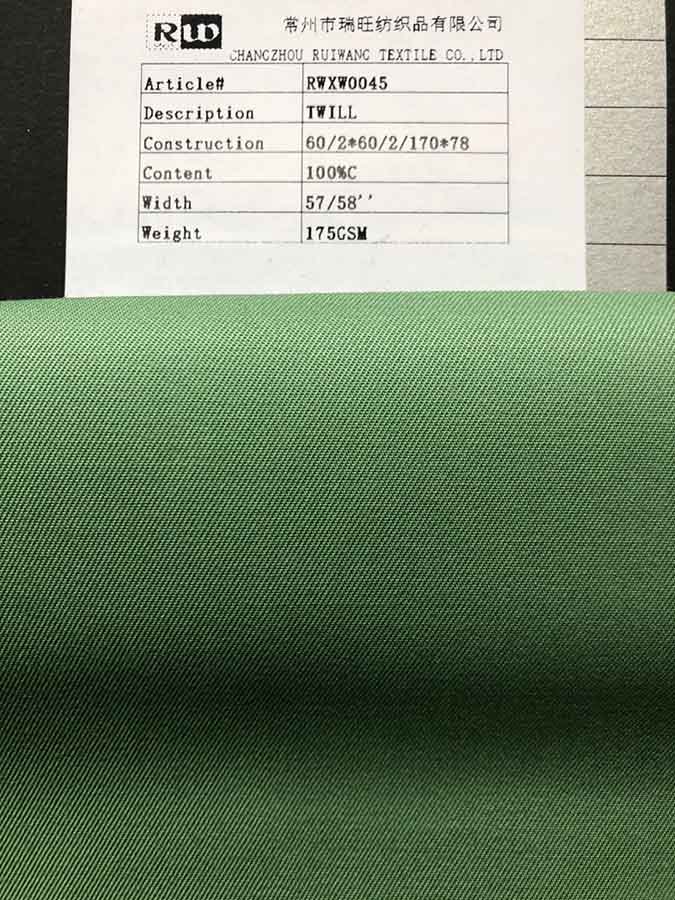 RW
常州市瑞旺纺织品有限公司
CHANGZHOU RUIWANG TEXTILE CO.,LTD
Article# RWXW0045
Description TWILL
Construction 60/2*60/2/170*78
Content 100%C
Width 57/58''
Weight 175GSM